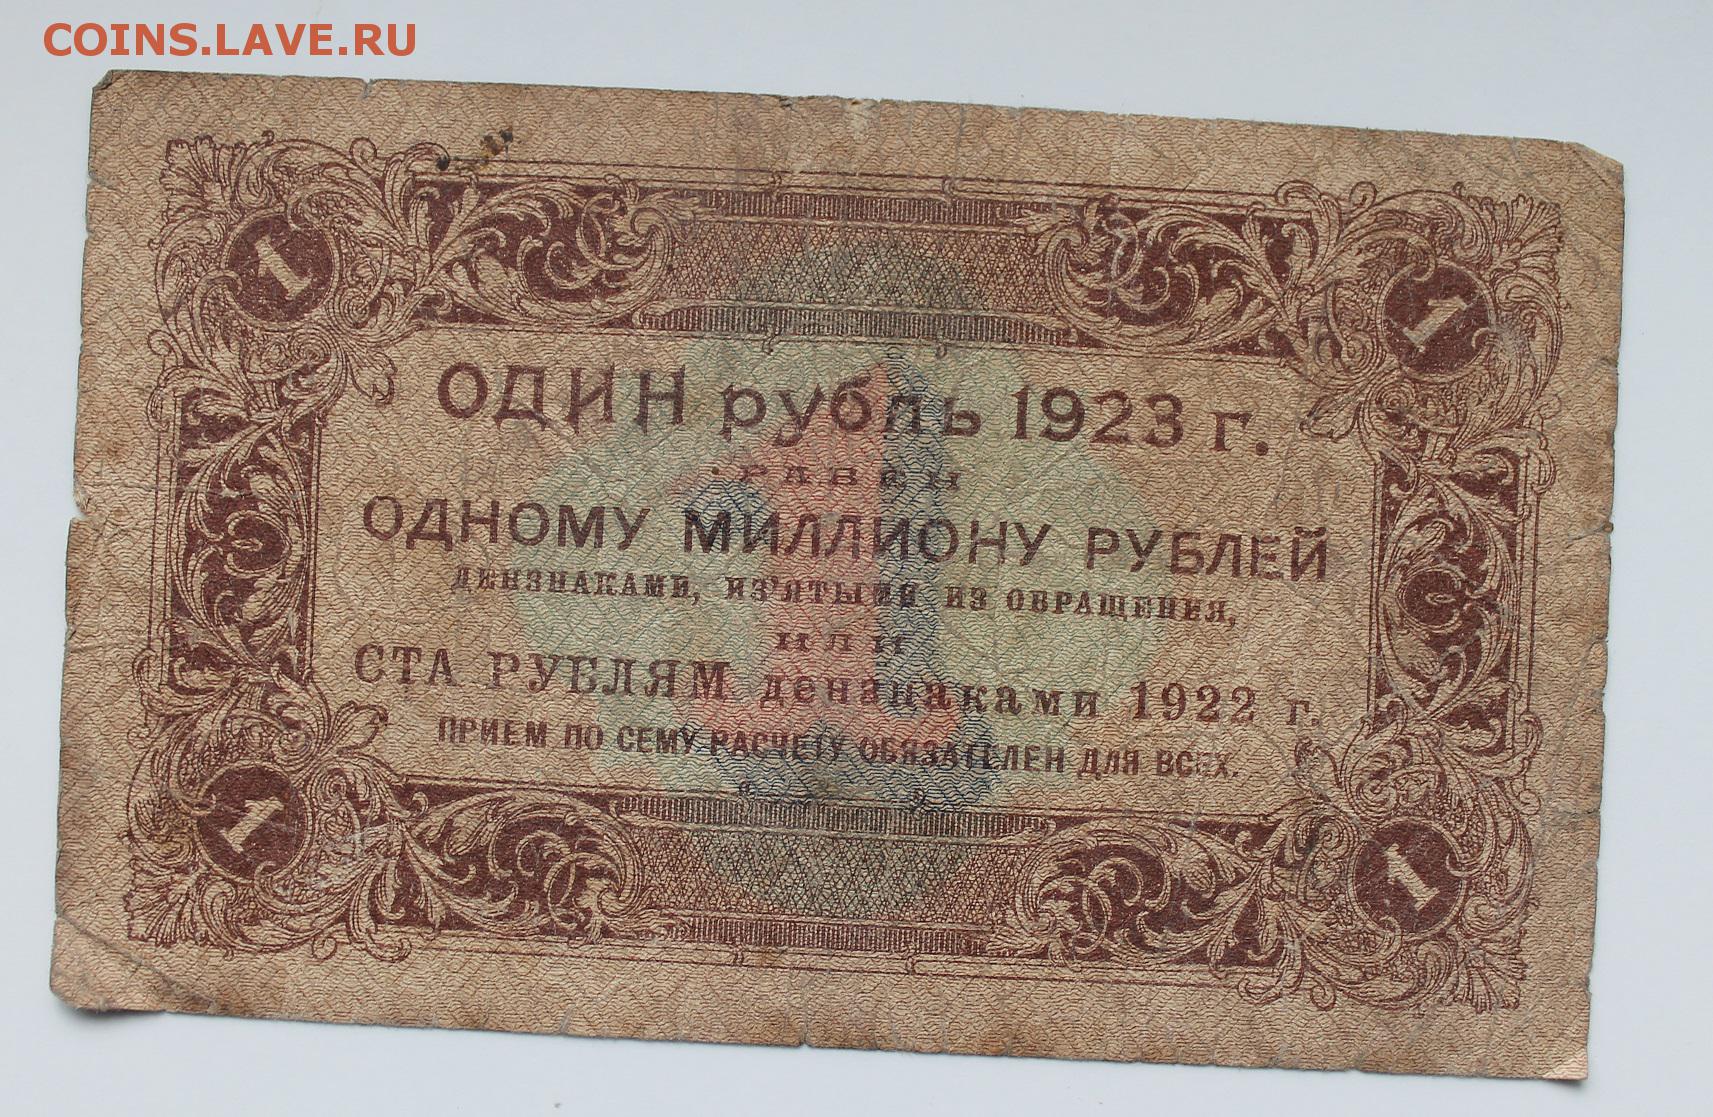 COINS.LAVE.RU
1
1
ОДИН рубль 1923 г.
РАВЕН
ОДНОМУ МИЛЛИОНУ РУБЛЕЙ
ДЕНЗНАКАМИ, ИЗ'ЯТЫМИ ИЗ ОБРАЩЕНИЯ,
ИЛИ
СТА РУБЛЯМ дензнаками 1922 г.
ПРИЕМ ПО СЕМУ РАСЧЕТУ ОБЯЗАТЕЛЕН ДЛЯ ВСЕХ.
1
1
1